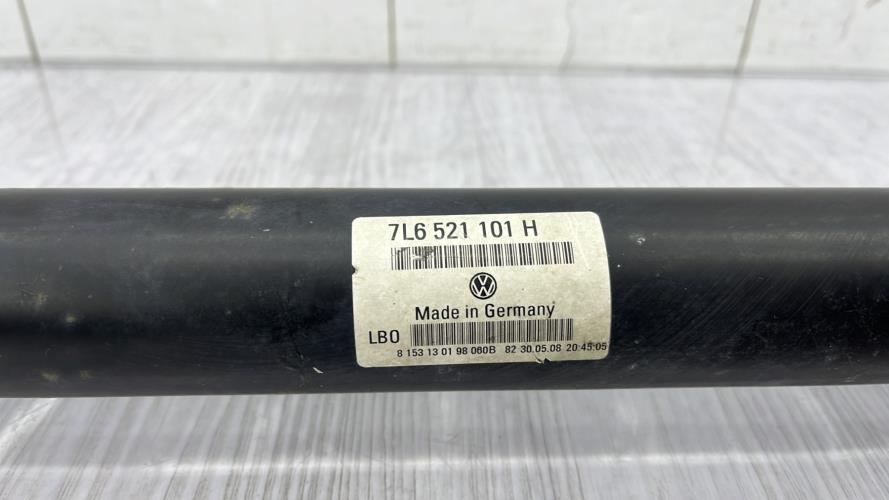 7L6 521 101 H
Made in Germany
LB0
8 153 13 01 98 060B 82 30.05.08 20:45:05